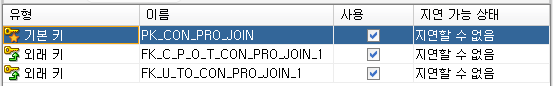 유형 이름 사용 지연 가능 상태
기본 키 PK_CON_PRO_JOIN 지연할 수 없음
외래 키 FK_C_P_O_T_CON_PRO_JOIN_1 지연할 수 없음
외래 키 FK_U_TO_CON_PRO_JOIN_1 지연할 수 없음